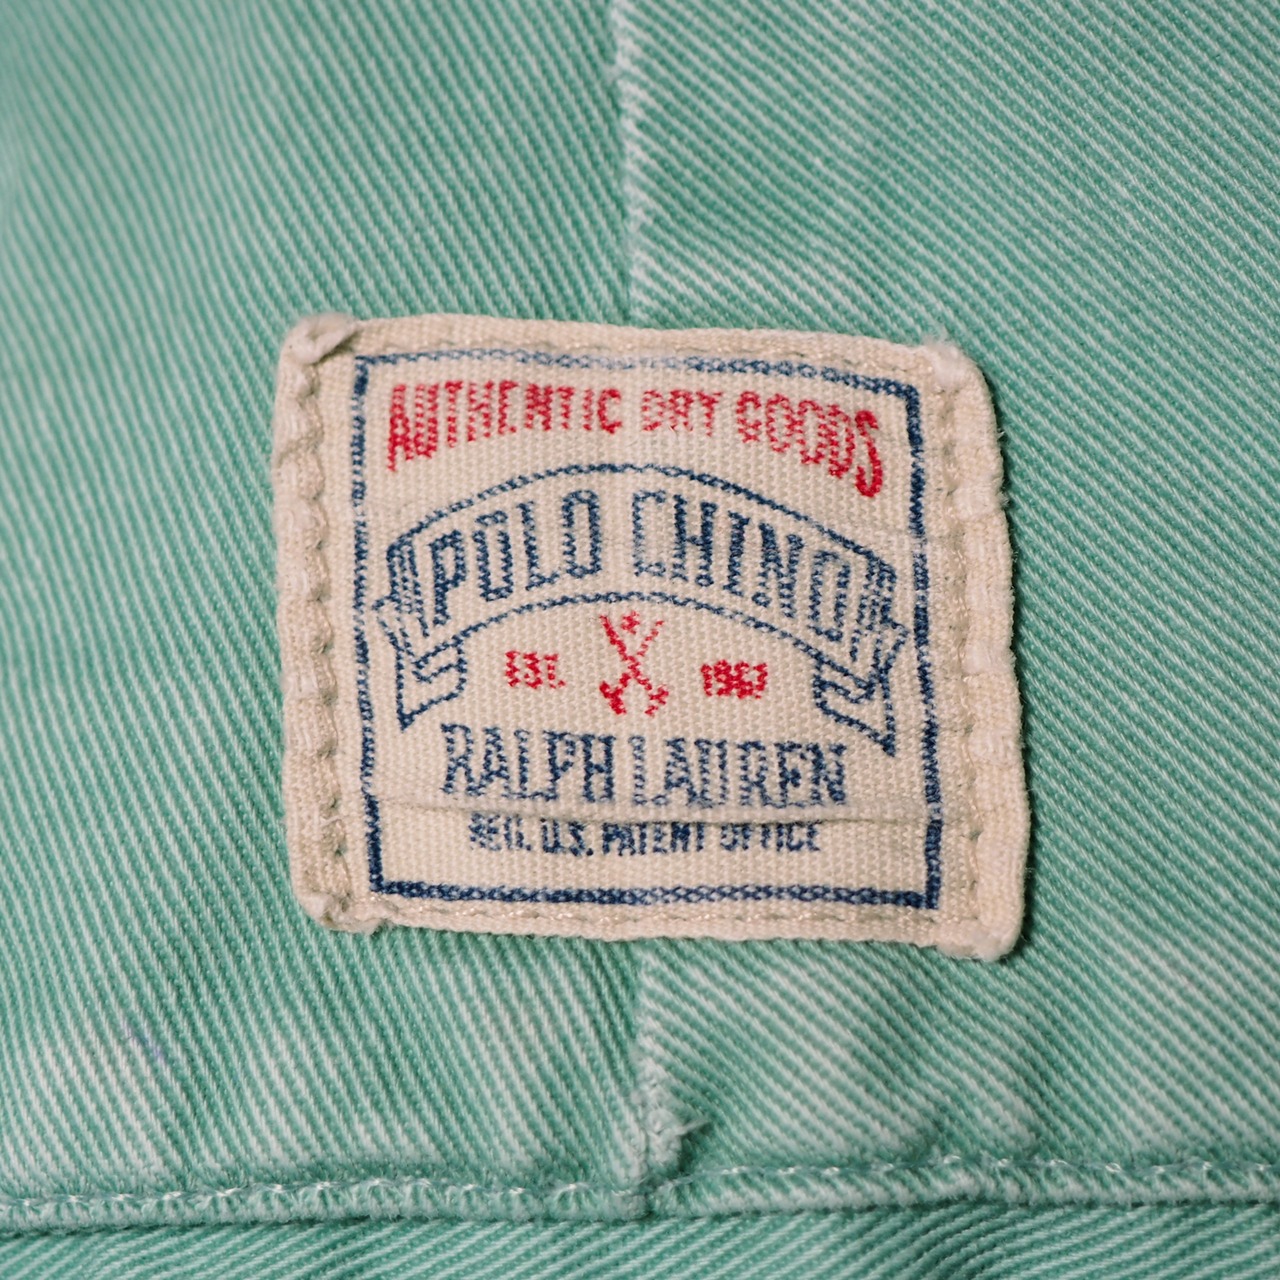 AUTHENTIC DRY GOODS
POLO CHINO
EST. 1967
RALPH LAUREN
REG. U.S. PATENT OFFICE